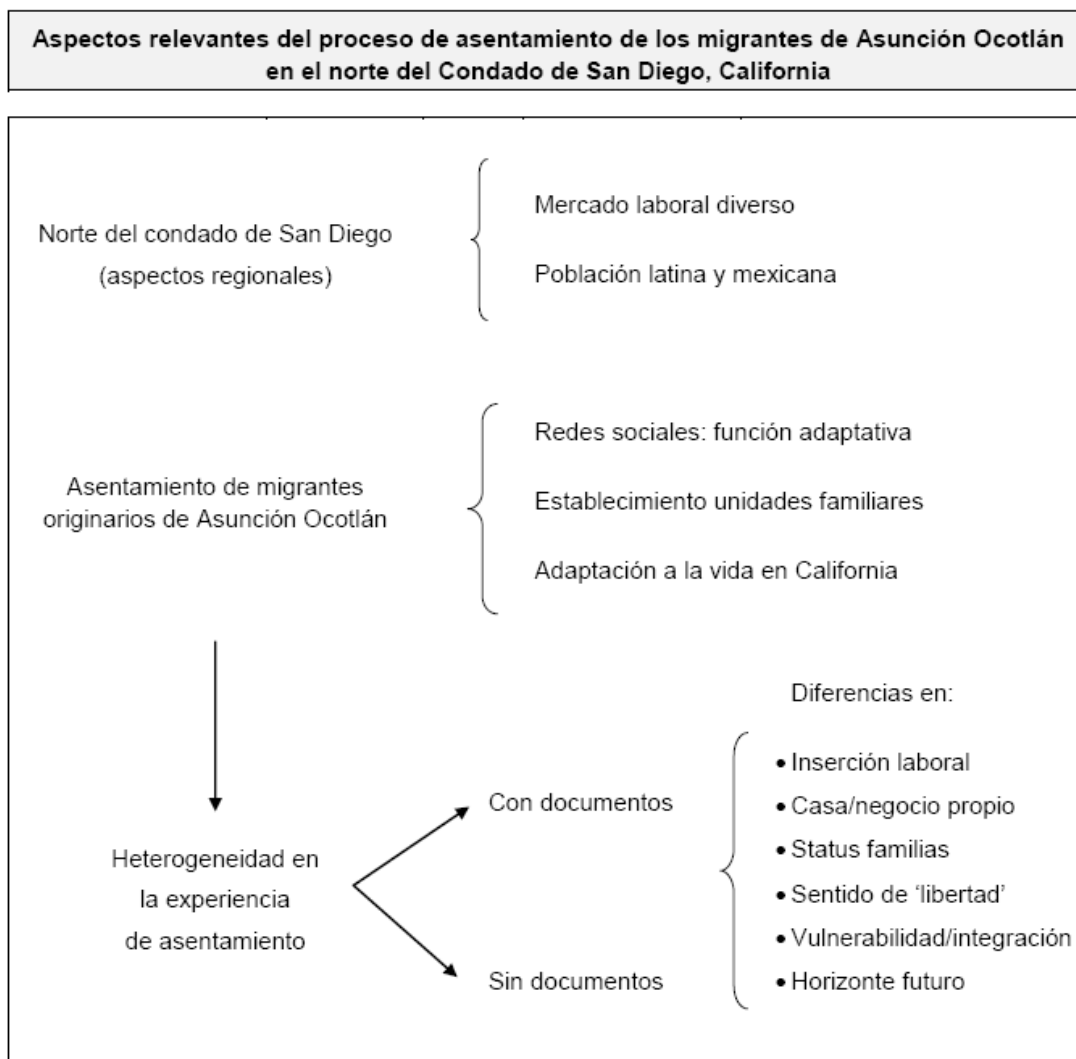 Aspectos relevantes del proceso de asentamiento de los migrantes de Asunción Ocotlán
en el norte del Condado de San Diego, California
Norte del condado de San Diego
(aspectos regionales)
Mercado laboral diverso
Población latina y mexicana
Asentamiento de migrantes
originarios de Asunción Ocotlán
Redes sociales: función adaptativa
Establecimiento unidades familiares
Adaptación a la vida en California
Heterogeneidad en
la experiencia
de asentamiento
Con documentos
Sin documentos
Diferencias en:
• Inserción laboral
• Casa/negocio propio
• Status familias
• Sentido de ‘libertad’
• Vulnerabilidad/integración
• Horizonte futuro